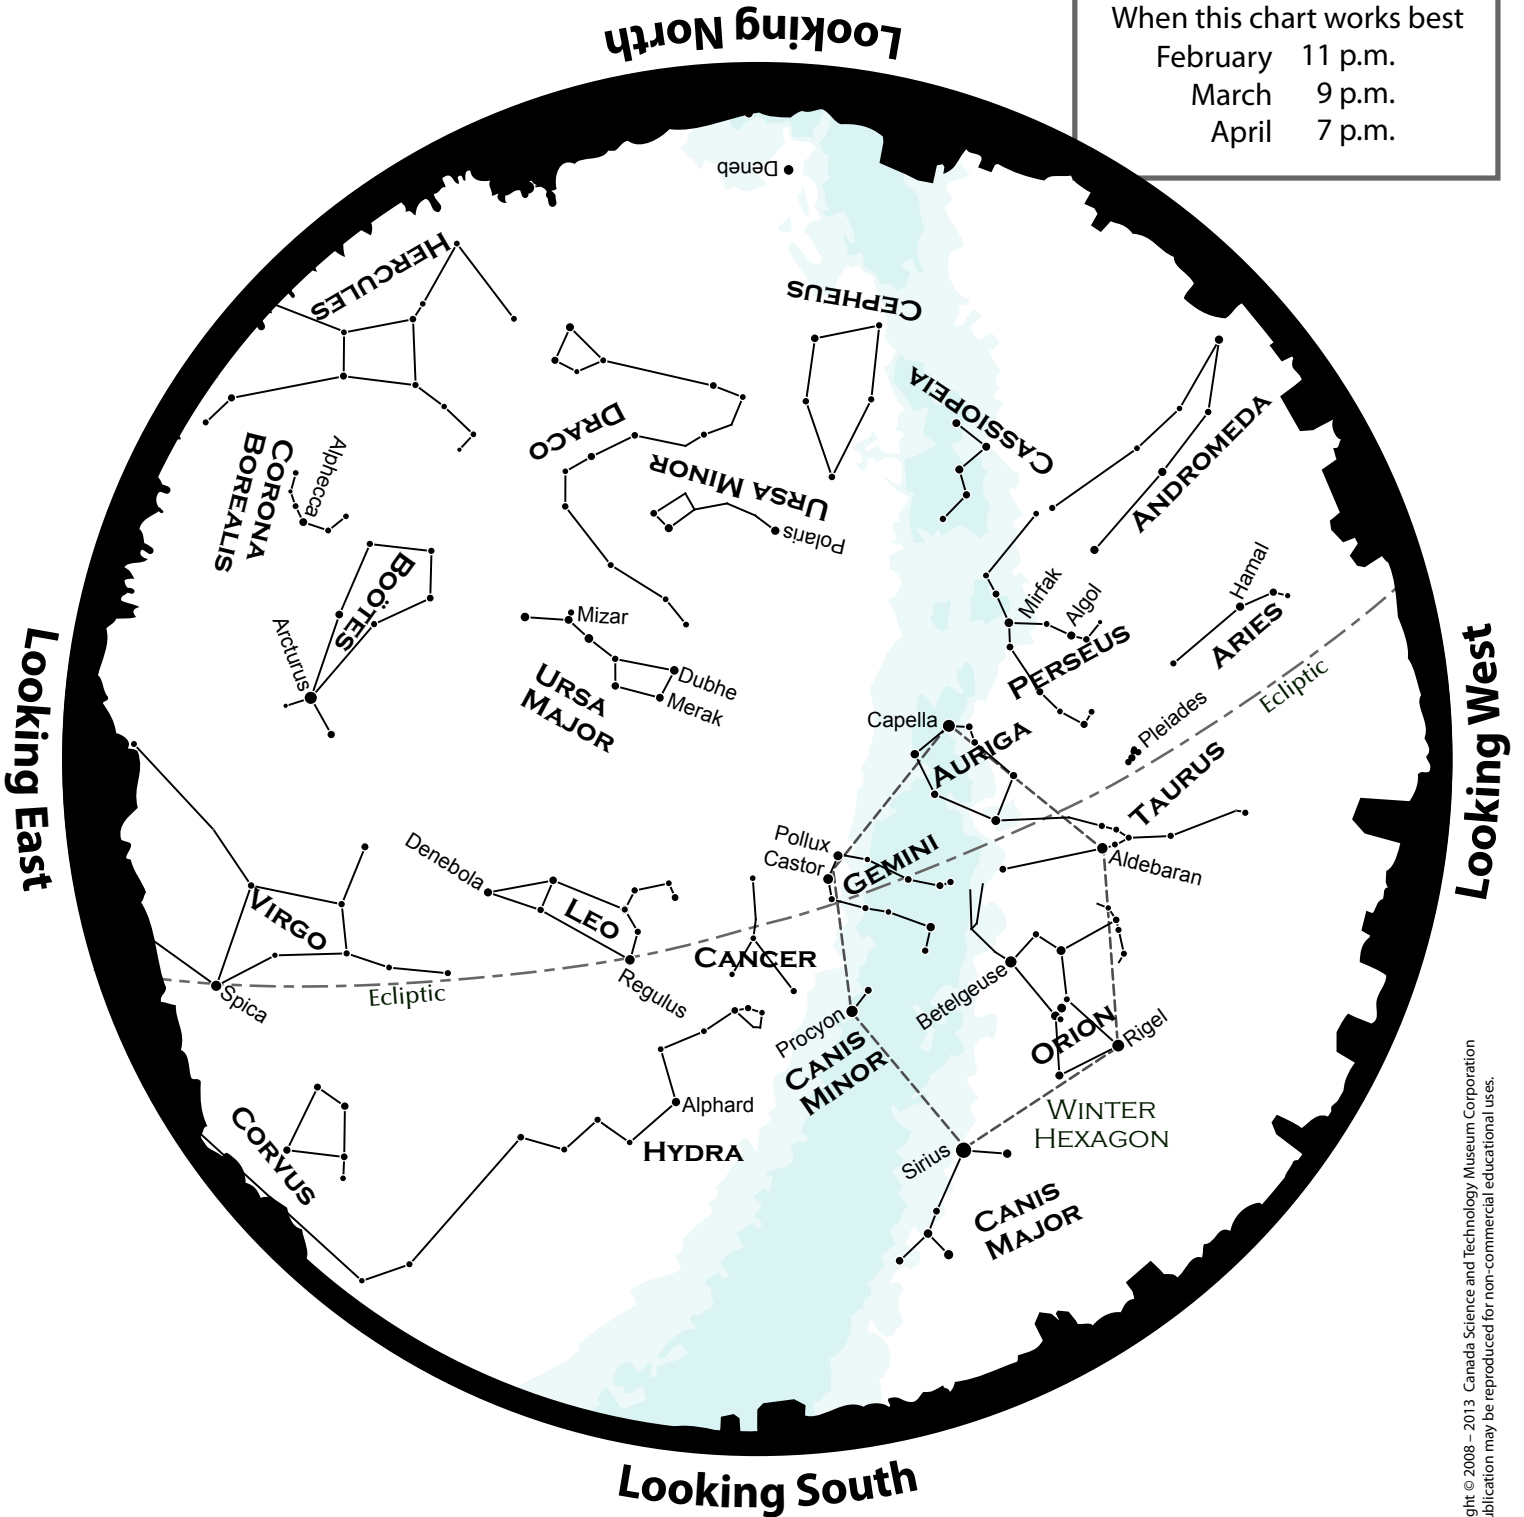 Looking North
When this chart works best
February 11 p.m.
March 9 p.m.
April 7 p.m.
Deneb
HERCULES
CEPHEUS
CASSIOPEIA
DRACO
ANDROMEDA
CORONA
BOREALIS
Alphecca
URSA MINOR
Polaris
BOÖTES
Arcturus
Mizar
Dubhe
Merak
URSA
MAJOR
Mirfak
Algol
PERSEUS
Hamal
ARIES
Ecliptic
Looking East
Looking West
Capella
AURIGA
Pleiades
TAURUS
Aldebaran
Pollux
Castor
GEMINI
Denebola
LEO
VIRGO
CANCER
Regulus
Ecliptic
Spica
Betelgeuse
ORION
Rigel
Procyon
CANIS
MINOR
WINTER
HEXAGON
Alphard
HYDRA
CORVUS
Sirius
CANIS
MAJOR
Looking South
ght © 2008 – 2013 Canada Science and Technology Museum Corporation
ublication may be reproduced for non-commercial educational uses.